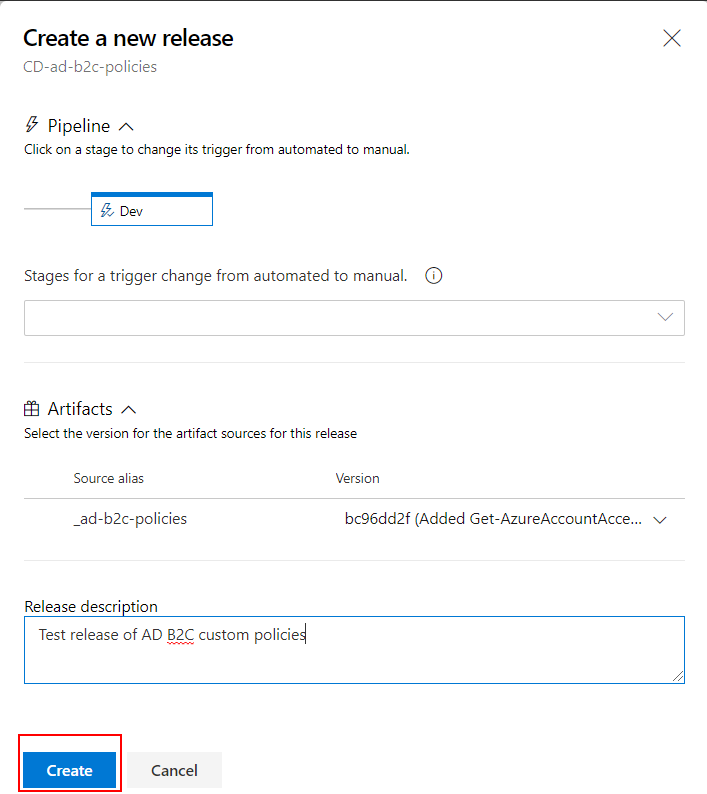 Create a new release
CD-ad-b2c-policies
Pipeline
Click on a stage to change its trigger from automated to manual.
Dev
Stages for a trigger change from automated to manual.
Artifacts
Select the version for the artifact sources for this release
Source alias Version
_ad-b2c-policies bc96dd2f (Added Get-AzureAccountAcce...
Release description
Test release of AD B2C custom policies
Create Cancel